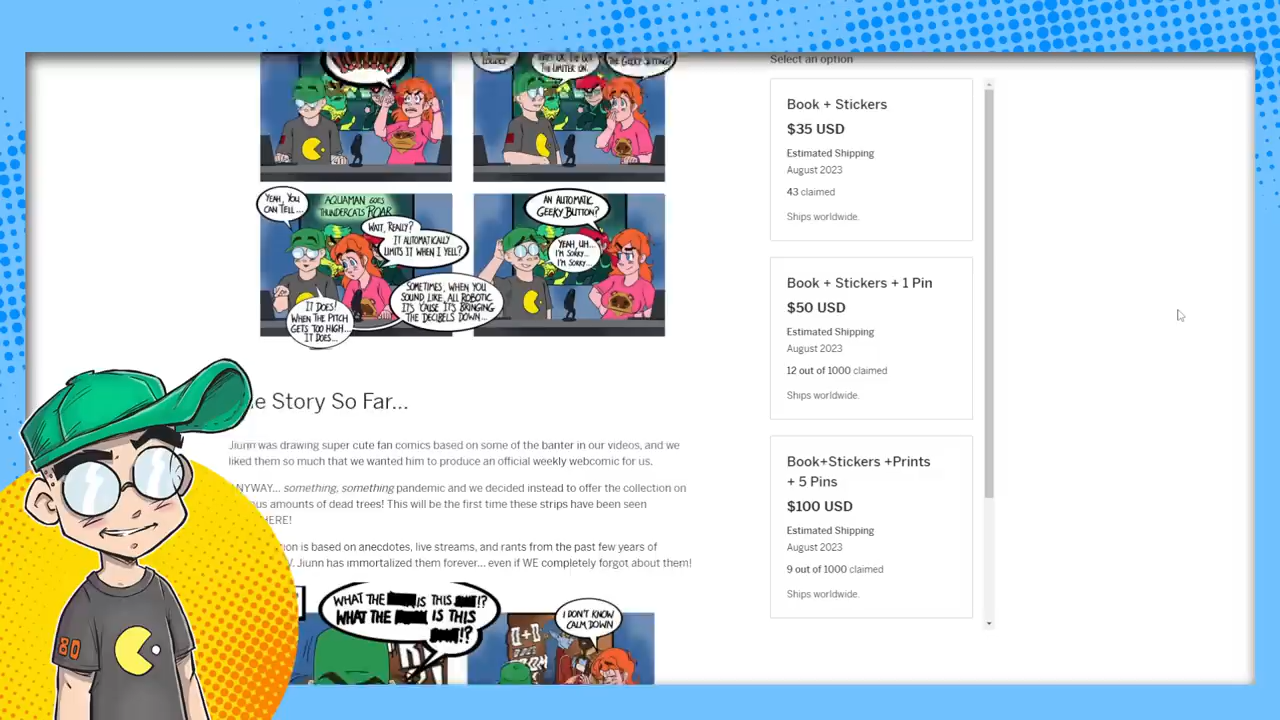 THE LIMITER ON.
YEAH, YOU
CAN TELL...
AQUAMAN GOES
THUNDERCATS ROAR
WAIT, REALLY?
IT AUTOMATICALLY
LIMITS IT WHEN I YELL?
IT DOES!
WHEN THE PITCH
GETS TOO HIGH...
IT DOES...
SOMETIMES, WHEN YOU
SOUND LIKE, ALL ROBOTIC
IT'S 'CAUSE IT'S BRINGING
THE DECIBELS DOWN...
AN AUTOMATIC
GEEKY BUTTON?
YEAH, UH...
I'M SORRY...
I'M SORRY...
Story So Far...
Jiunn was drawing super cute fan comics based on some of the banter in our videos, and we
liked them so much that we wanted him to produce an official weekly webcomic for us.
ANYWAY... something, something pandemic and we decided instead to offer the collection on
amounts of dead trees! This will be the first time these strips have been seen
is based on anecdotes, live streams, and rants from the past few years of
Jiunn has immortalized them forever... even if WE completely forgot about them!
WHAT THE IS THIS !?
WHAT THE IS THIS
!?
I DON'T KNOW
CALM DOWN
Select an option
Book + Stickers
$35 USD
Estimated Shipping
August 2023
43 claimed
Ships worldwide.
Book + Stickers + 1 Pin
$50 USD
Estimated Shipping
August 2023
12 out of 1000 claimed
Ships worldwide.
Book+Stickers +Prints
+ 5 Pins
$100 USD
Estimated Shipping
August 2023
9 out of 1000 claimed
Ships worldwide.
80